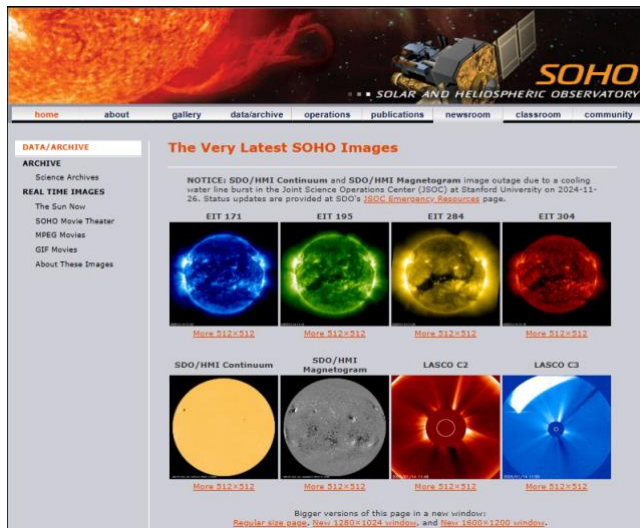 SOHO
SOLAR AND HELIOSPHERIC OBSERVATORY
home about gallery data/archive operations publications newsroom classroom community
DATA/ARCHIVE
ARCHIVE
Science Archives
REAL TIME IMAGES
The Sun Now
SOHO Movie Theater
MPEG Movies
GIF Movies
About These Images
The Very Latest SOHO Images
NOTICE: SDO/HMI Continuum and SDO/HMI Magnetogram image outage due to a cooling
water line burst in the Joint Science Operations Center (JSOC) at Stanford University on 2024-11-
26. Status updates are provided at SDO's JSOC Emergency Resources page.
EIT 171 EIT 195 EIT 284 EIT 304
More 512×512 More 512×512 More 512×512 More 512×512
SDO/HMI Continuum SDO/HMI Magnetogram LASCO C2 LASCO C3
More 512×512 More 512×512 More 512×512 More 512×512
Bigger versions of this page in a new window:
Regular size page, New 1280×1024 window, and New 1600×1200 window.